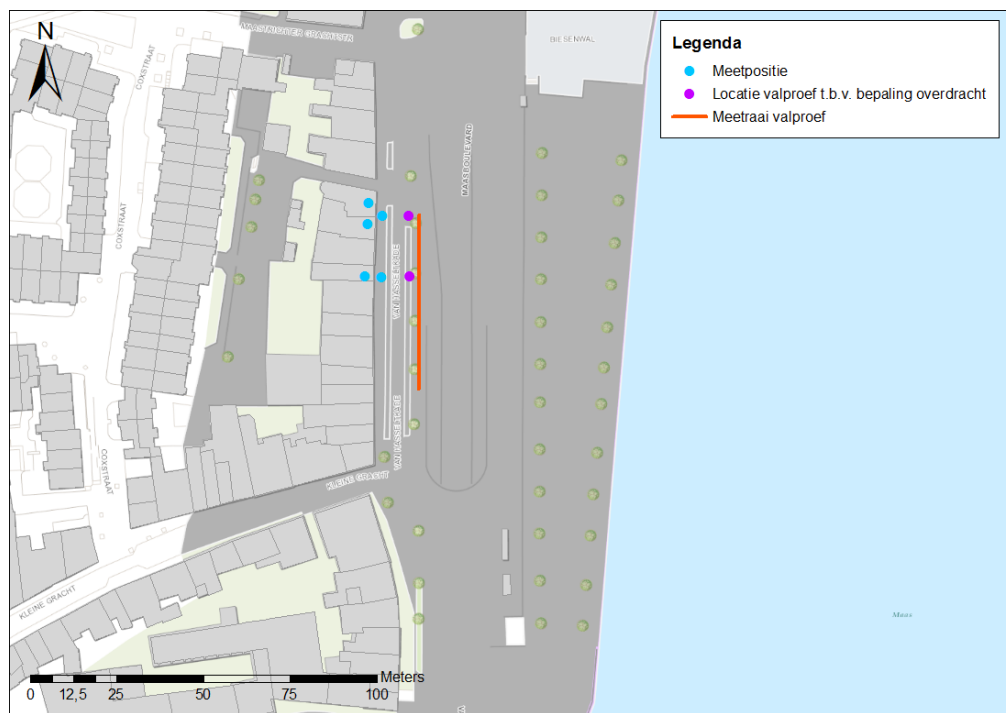 N
MAASTRICHTER GRACHT
BIESENWAL
Legenda
Meetpositie
Locatie valproef t.b.v. bepaling overdracht
Meetraai valproef
COXSTRAAT
COXSTRAAT
MAASBOULEVARD
VAN HASSELTKADE
VAN HASSELTKADE
COXSTRAAT
KLEINE GRACHT
KLEINE GRACHT
Maas
Meters
0 12,5 25 50 75 100